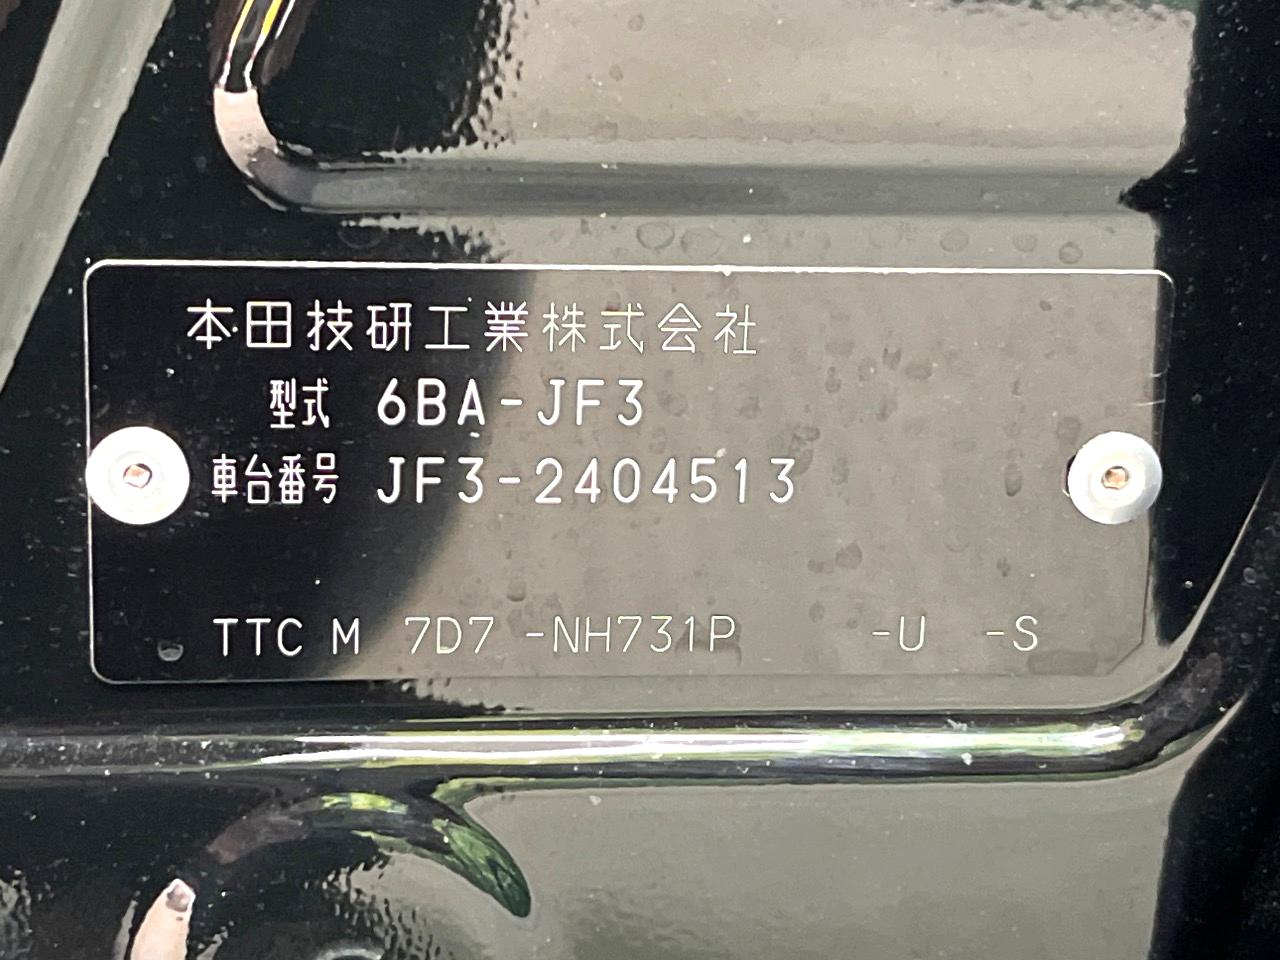 本田技研工業株式会社
型式 6BA-JF3
車台番号 JF3-2404513
TTC M 7D7 -NH731P -U -S